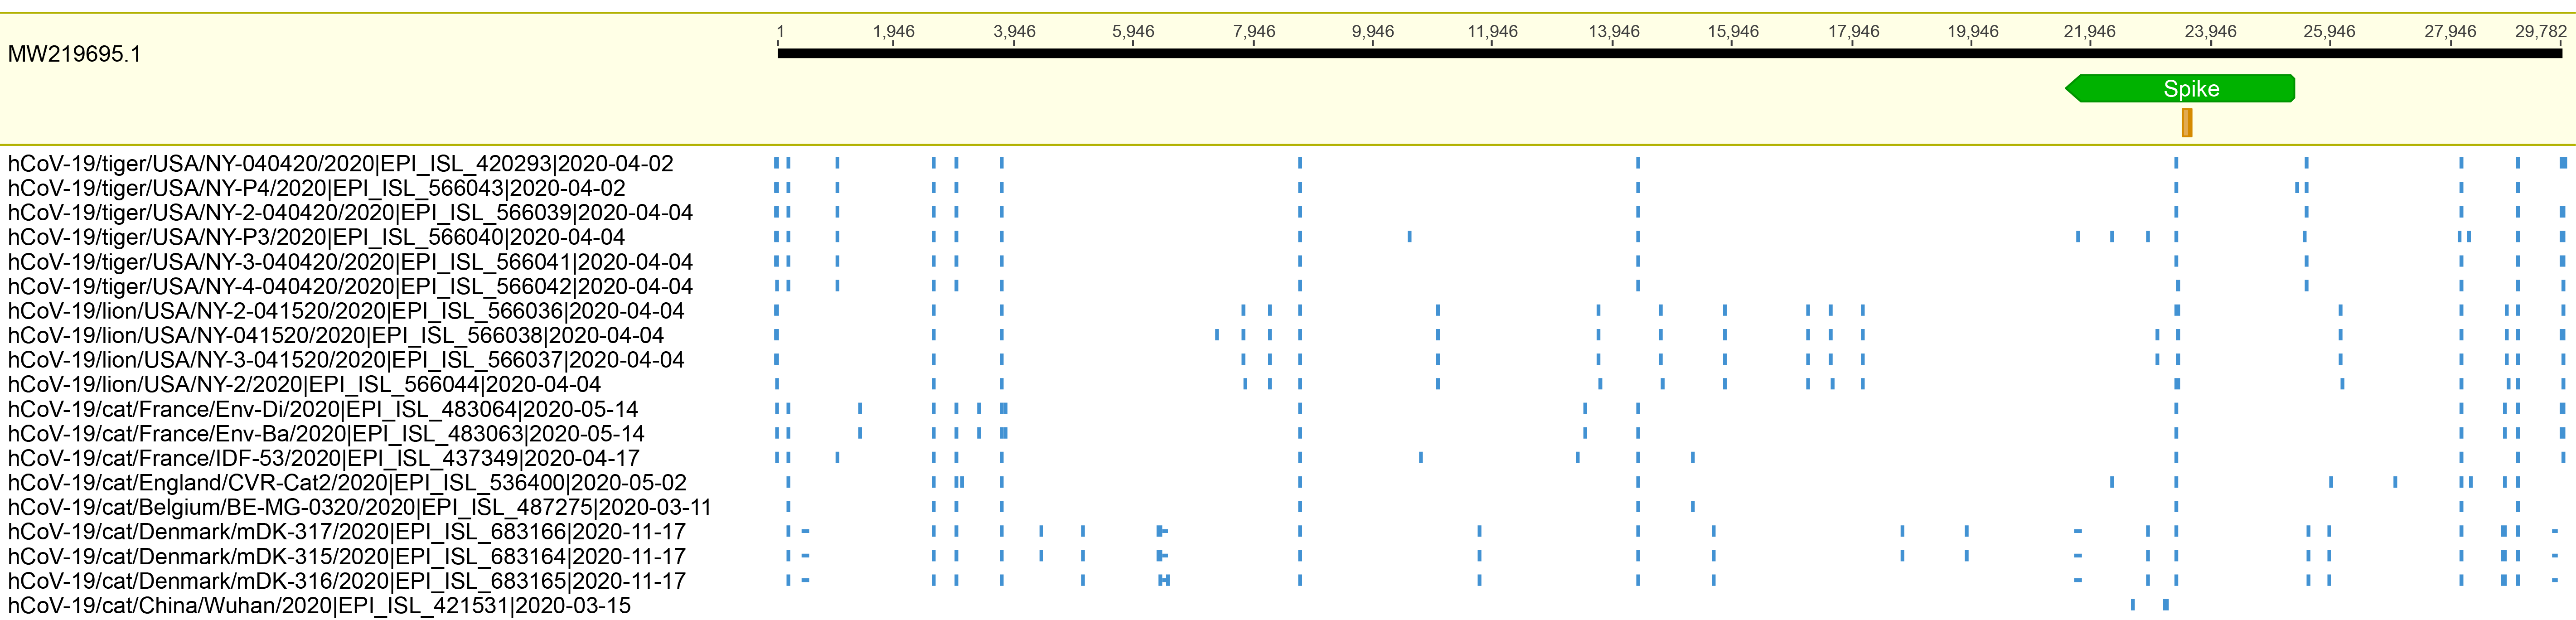 1 1,946 3,946 5,946 7,946 9,946 11,946 13,946 15,946 17,946 19,946 21,946 23,946 25,946 27,946 29,782
MW219695.1
Spike
hCoV-19/tiger/USA/NY-040420/2020|EPI_ISL_420293|2020-04-02
hCoV-19/tiger/USA/NY-P4/2020|EPI_ISL_566043|2020-04-02
hCoV-19/tiger/USA/NY-2-040420/2020|EPI_ISL_566039|2020-04-04
hCoV-19/tiger/USA/NY-P3/2020|EPI_ISL_566040|2020-04-04
hCoV-19/tiger/USA/NY-3-040420/2020|EPI_ISL_566041|2020-04-04
hCoV-19/tiger/USA/NY-4-040420/2020|EPI_ISL_566042|2020-04-04
hCoV-19/lion/USA/NY-2-041520/2020|EPI_ISL_566036|2020-04-04
hCoV-19/lion/USA/NY-041520/2020|EPI_ISL_566038|2020-04-04
hCoV-19/lion/USA/NY-3-041520/2020|EPI_ISL_566037|2020-04-04
hCoV-19/lion/USA/NY-2/2020|EPI_ISL_566044|2020-04-04
hCoV-19/cat/France/Env-Di/2020|EPI_ISL_483064|2020-05-14
hCoV-19/cat/France/Env-Ba/2020|EPI_ISL_483063|2020-05-14
hCoV-19/cat/France/IDF-53/2020|EPI_ISL_437349|2020-04-17
hCoV-19/cat/England/CVR-Cat2/2020|EPI_ISL_536400|2020-05-02
hCoV-19/cat/Belgium/BE-MG-0320/2020|EPI_ISL_487275|2020-03-11
hCoV-19/cat/Denmark/mDK-317/2020|EPI_ISL_683166|2020-11-17
hCoV-19/cat/Denmark/mDK-315/2020|EPI_ISL_683164|2020-11-17
hCoV-19/cat/Denmark/mDK-316/2020|EPI_ISL_683165|2020-11-17
hCoV-19/cat/China/Wuhan/2020|EPI_ISL_421531|2020-03-15